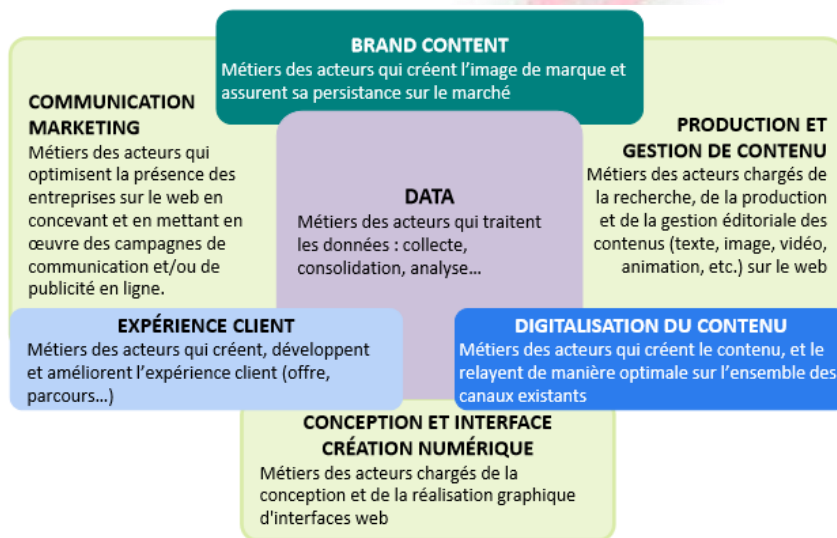 BRAND CONTENT
Métiers des acteurs qui créent l'image de marque et
assurent sa persistance sur le marché
COMMUNICATION
MARKETING
Métiers des acteurs qui
optimisent la présence des
entreprises sur le web en
concevant et en mettant en
œuvre des campagnes de
communication et/ou de
publicité en ligne.
DATA
Métiers des acteurs qui traitent
les données : collecte,
consolidation, analyse…
PRODUCTION ET
GESTION DE CONTENU
Métiers des acteurs chargés de
la recherche, de la production
et de la gestion éditoriale des
contenus (texte, image, vidéo,
animation, etc.) sur le web
EXPÉRIENCE CLIENT
Métiers des acteurs qui créent, développent
et améliorent l'expérience client (offre,
parcours…)
DIGITALISATION DU CONTENU
Métiers des acteurs qui créent le contenu, et le
relayent de manière optimale sur l'ensemble des
canaux existants
CONCEPTION ET INTERFACE
CRÉATION NUMÉRIQUE
Métiers des acteurs chargés de la
conception et de la réalisation graphique
d'interfaces web